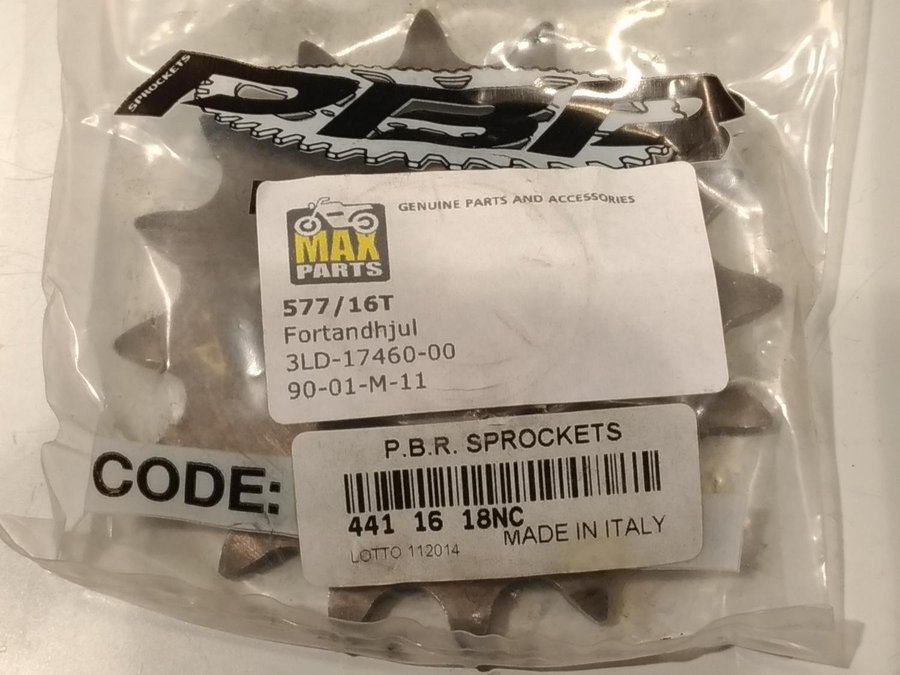 SPROCKETS
PBR
GENUINE PARTS AND ACCESSORIES
MAX
PARTS
577/16T
Fortandhjul
3LD-17460-00
90-01-M-11
P.B.R. SPROCKETS
CODE:
441 16 18NC
MADE IN ITALY
LOTTO 112014